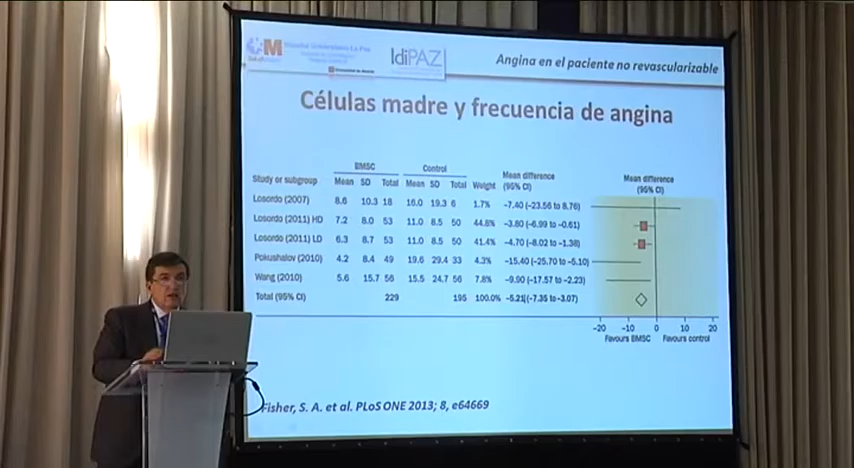 M Hospital Universitario La Paz
IdiPAZ
Angina en el paciente no revascularizable
Células madre y frecuencia de angina
BMSC Control Mean difference Mean difference
Study or subgroup Mean SD Total Mean SD Total Weight (95% CI) (95% CI)
Losordo (2007) 8.6 10.3 18 16.0 19.3 6 1.7% -7.40 (-23.56 to 8.76)
Losordo (2011) HD 7.2 8.0 53 11.0 8.5 50 44.8% -3.80 (-6.99 to -0.61)
Losordo (2011) LD 6.3 8.7 53 11.0 8.5 50 41.4% -4.70 (-8.02 to -1.38)
Pokushalov (2010) 4.2 8.4 49 19.6 29.4 33 4.3% -15.40 (-25.70 to -5.10)
Wang (2010) 5.6 15.7 56 15.5 24.7 56 7.8% -9.90 (-17.57 to -2.23)
Total (95% CI) 229 195 100.0% -5.21 (-7.35 to -3.07)
-20 -10 0 10 20
Favours BMSC Favours control
Fisher, S. A. et al. PLoS ONE 2013; 8, e64669